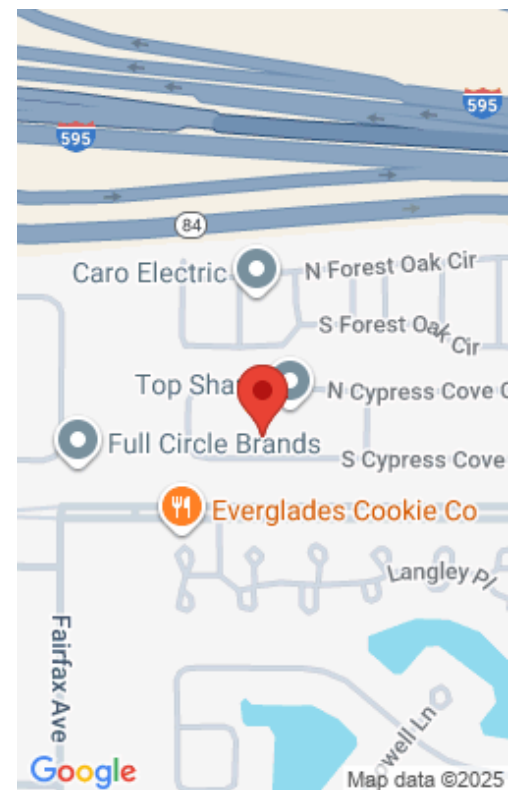 595
595
84
Caro Electric
N Forest Oak Cir
S Forest Oak
Cir
Top Sha
N Cypress Cove C
Full Circle Brands
S Cypress Cove
Everglades Cookie Co
Langley Pl
Fairfax Ave
well Ln
Google
Map data ©2025